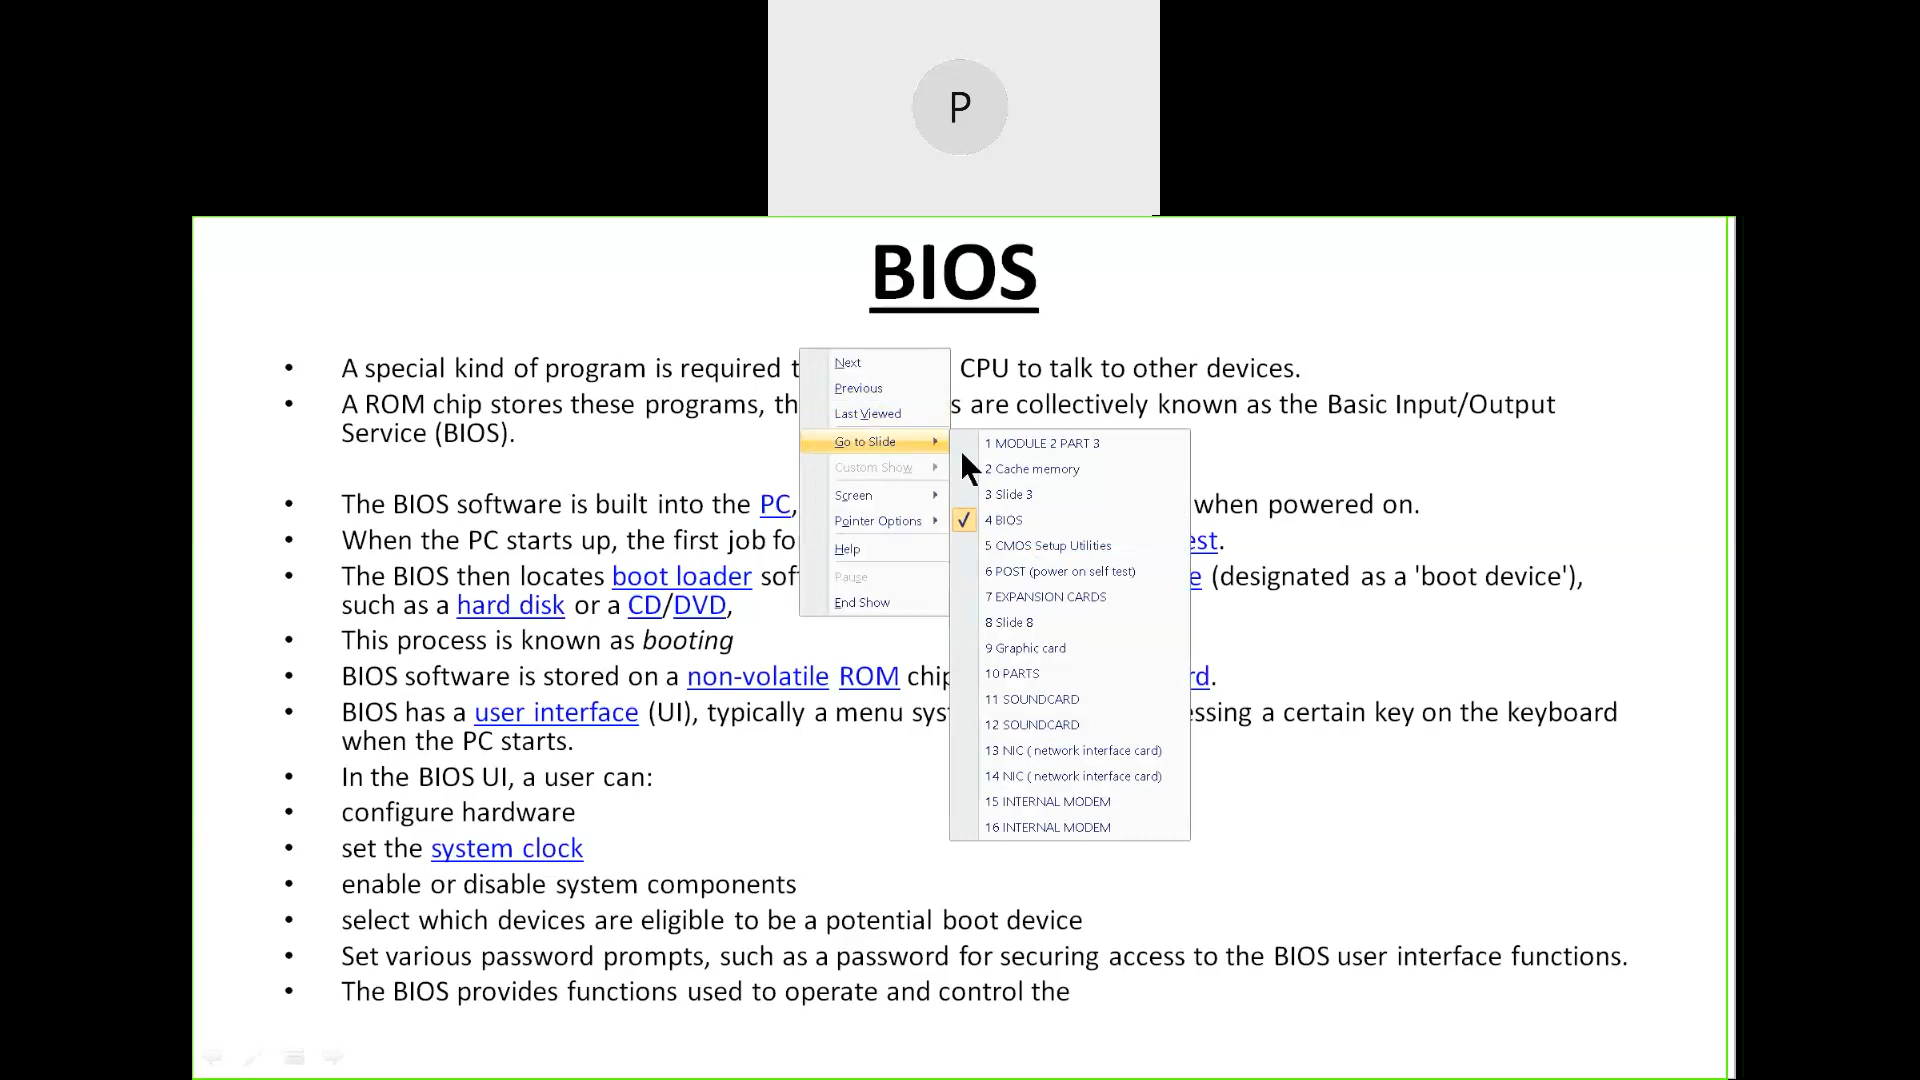 P
BIOS
• A special kind of program is required t CPU to talk to other devices.
• A ROM chip stores these programs, th s are collectively known as the Basic Input/Output
Service (BIOS).
• The BIOS software is built into the PC, when powered on.
• When the PC starts up, the first job fo est.
• The BIOS then locates boot loader sof e (designated as a 'boot device'),
such as a hard disk or a CD/DVD,
• This process is known as booting
• BIOS software is stored on a non-volatile ROM chip rd.
• BIOS has a user interface (UI), typically a menu sys essing a certain key on the keyboard
when the PC starts.
• In the BIOS UI, a user can:
• configure hardware
• set the system clock
• enable or disable system components
• select which devices are eligible to be a potential boot device
• Set various password prompts, such as a password for securing access to the BIOS user interface functions.
• The BIOS provides functions used to operate and control the
Next
Previous
Last Viewed
Go to Slide
Custom Show
Screen
Pointer Options
Help
Pause
End Show
1 MODULE 2 PART 3
2 Cache memory
3 Slide 3
4 BIOS
5 CMOS Setup Utilities
6 POST (power on self test)
7 EXPANSION CARDS
8 Slide 8
9 Graphic card
10 PARTS
11 SOUNDCARD
12 SOUNDCARD
13 NIC ( network interface card)
14 NIC ( network interface card)
15 INTERNAL MODEM
16 INTERNAL MODEM